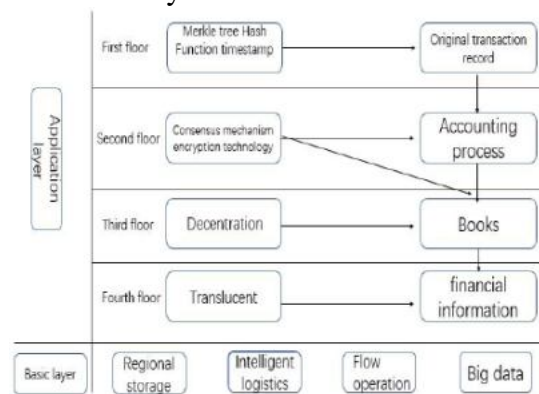 First floor
Merkle tree Hash
Function timestamp
Original transaction
record
Application
layer
Second floor
Consensus mechanism
encryption technology
Accounting
process
Third floor
Decentration
Books
Fourth floor
Translucent
financial
information
Basic layer
Regional
storage
Intelligent
logistics
Flow
operation
Big data